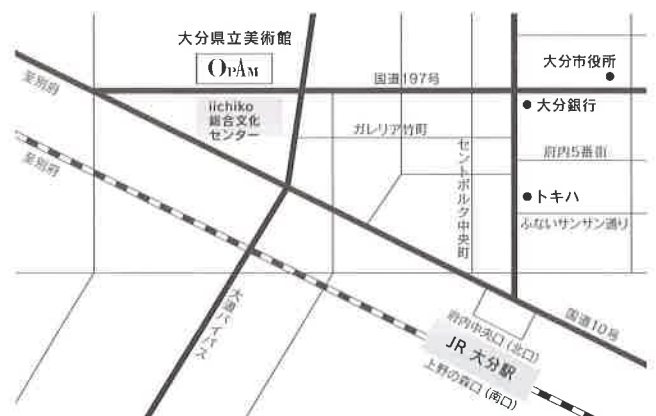 大分県立美術館
OPAM
至別府
国道197号
大分市役所
iichiko
総合文化
センター
大分銀行
ガレリア竹町
セントポルタ中央町
府内5番街
至別府
トキハ
ふないサンサン通り
大道バイパス
国道10号
府内中央口(北口)
JR 大分駅
上野の森口(南口)